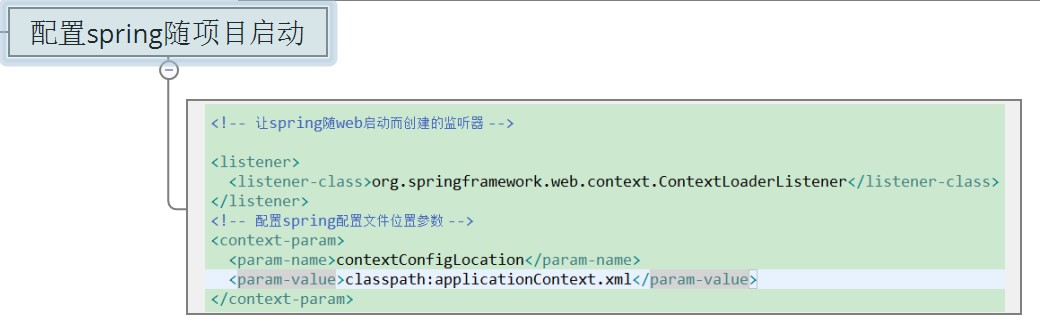 配置spring随项目启动
<!-- 让spring随web启动而创建的监听器 -->
<listener>
<listener-class>org.springframework.web.context.ContextLoaderListener</listener-class>
</listener>
<!-- 配置spring配置文件位置参数 -->
<context-param>
<param-name>contextConfigLocation</param-name>
<param-value>classpath:applicationContext.xml</param-value>
</context-param>